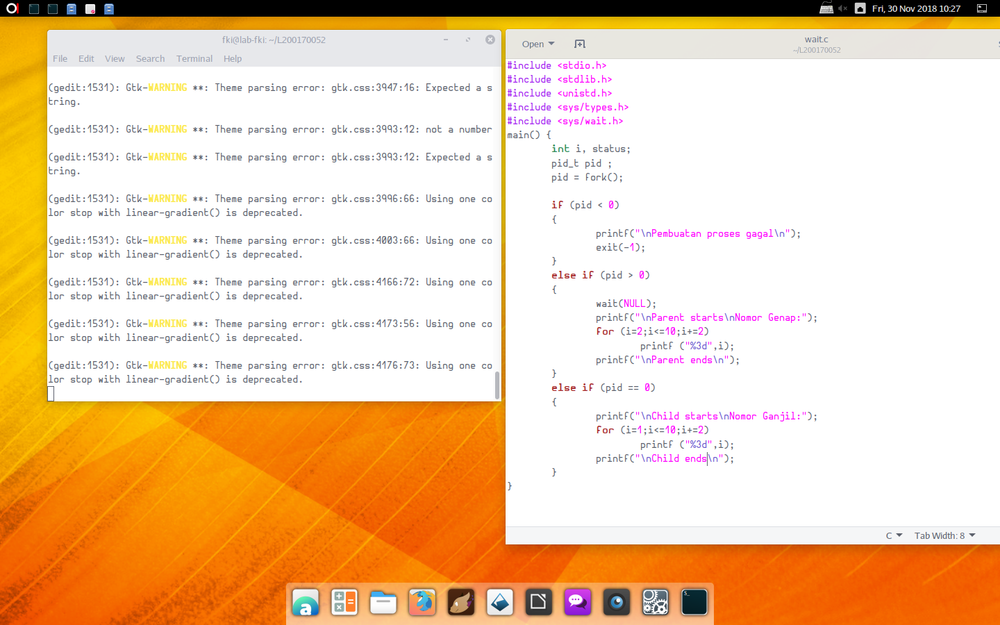 Fri, 30 Nov 2018 10:27
fki@lab-fki: ~/L200170052
File Edit View Search Terminal Help
(gedit:1531): Gtk-WARNING **: Theme parsing error: gtk.css:3947:16: Expected a s
tring.
(gedit:1531): Gtk-WARNING **: Theme parsing error: gtk.css:3993:12: not a number
(gedit:1531): Gtk-WARNING **: Theme parsing error: gtk.css:3993:12: Expected a s
tring.
(gedit:1531): Gtk-WARNING **: Theme parsing error: gtk.css:3996:66: Using one co
lor stop with linear-gradient() is deprecated.
(gedit:1531): Gtk-WARNING **: Theme parsing error: gtk.css:4003:66: Using one co
lor stop with linear-gradient() is deprecated.
(gedit:1531): Gtk-WARNING **: Theme parsing error: gtk.css:4166:72: Using one co
lor stop with linear-gradient() is deprecated.
(gedit:1531): Gtk-WARNING **: Theme parsing error: gtk.css:4173:56: Using one co
lor stop with linear-gradient() is deprecated.
(gedit:1531): Gtk-WARNING **: Theme parsing error: gtk.css:4176:73: Using one co
lor stop with linear-gradient() is deprecated.
Open
wait.c
~/L200170052
#include <stdio.h>
#include <stdlib.h>
#include <unistd.h>
#include <sys/types.h>
#include <sys/wait.h>
main() {
        int i, status;
        pid_t pid ;
        pid = fork();
        if (pid < 0)
        {
                printf("\nPembuatan proses gagal\n");
                exit(-1);
        }
        else if (pid > 0)
        {
                wait(NULL);
                printf("\nParent starts\nNomor Genap:");
                for (i=2;i<=10;i+=2)
                        printf ("%3d",i);
                printf("\nParent ends\n");
        }
        else if (pid == 0)
        {
                printf("\nChild starts\nNomor Ganjil:");
                for (i=1;i<=10;i+=2)
                        printf ("%3d",i);
                printf("\nChild ends\n");
        }
}
C
Tab Width: 8
a
$_